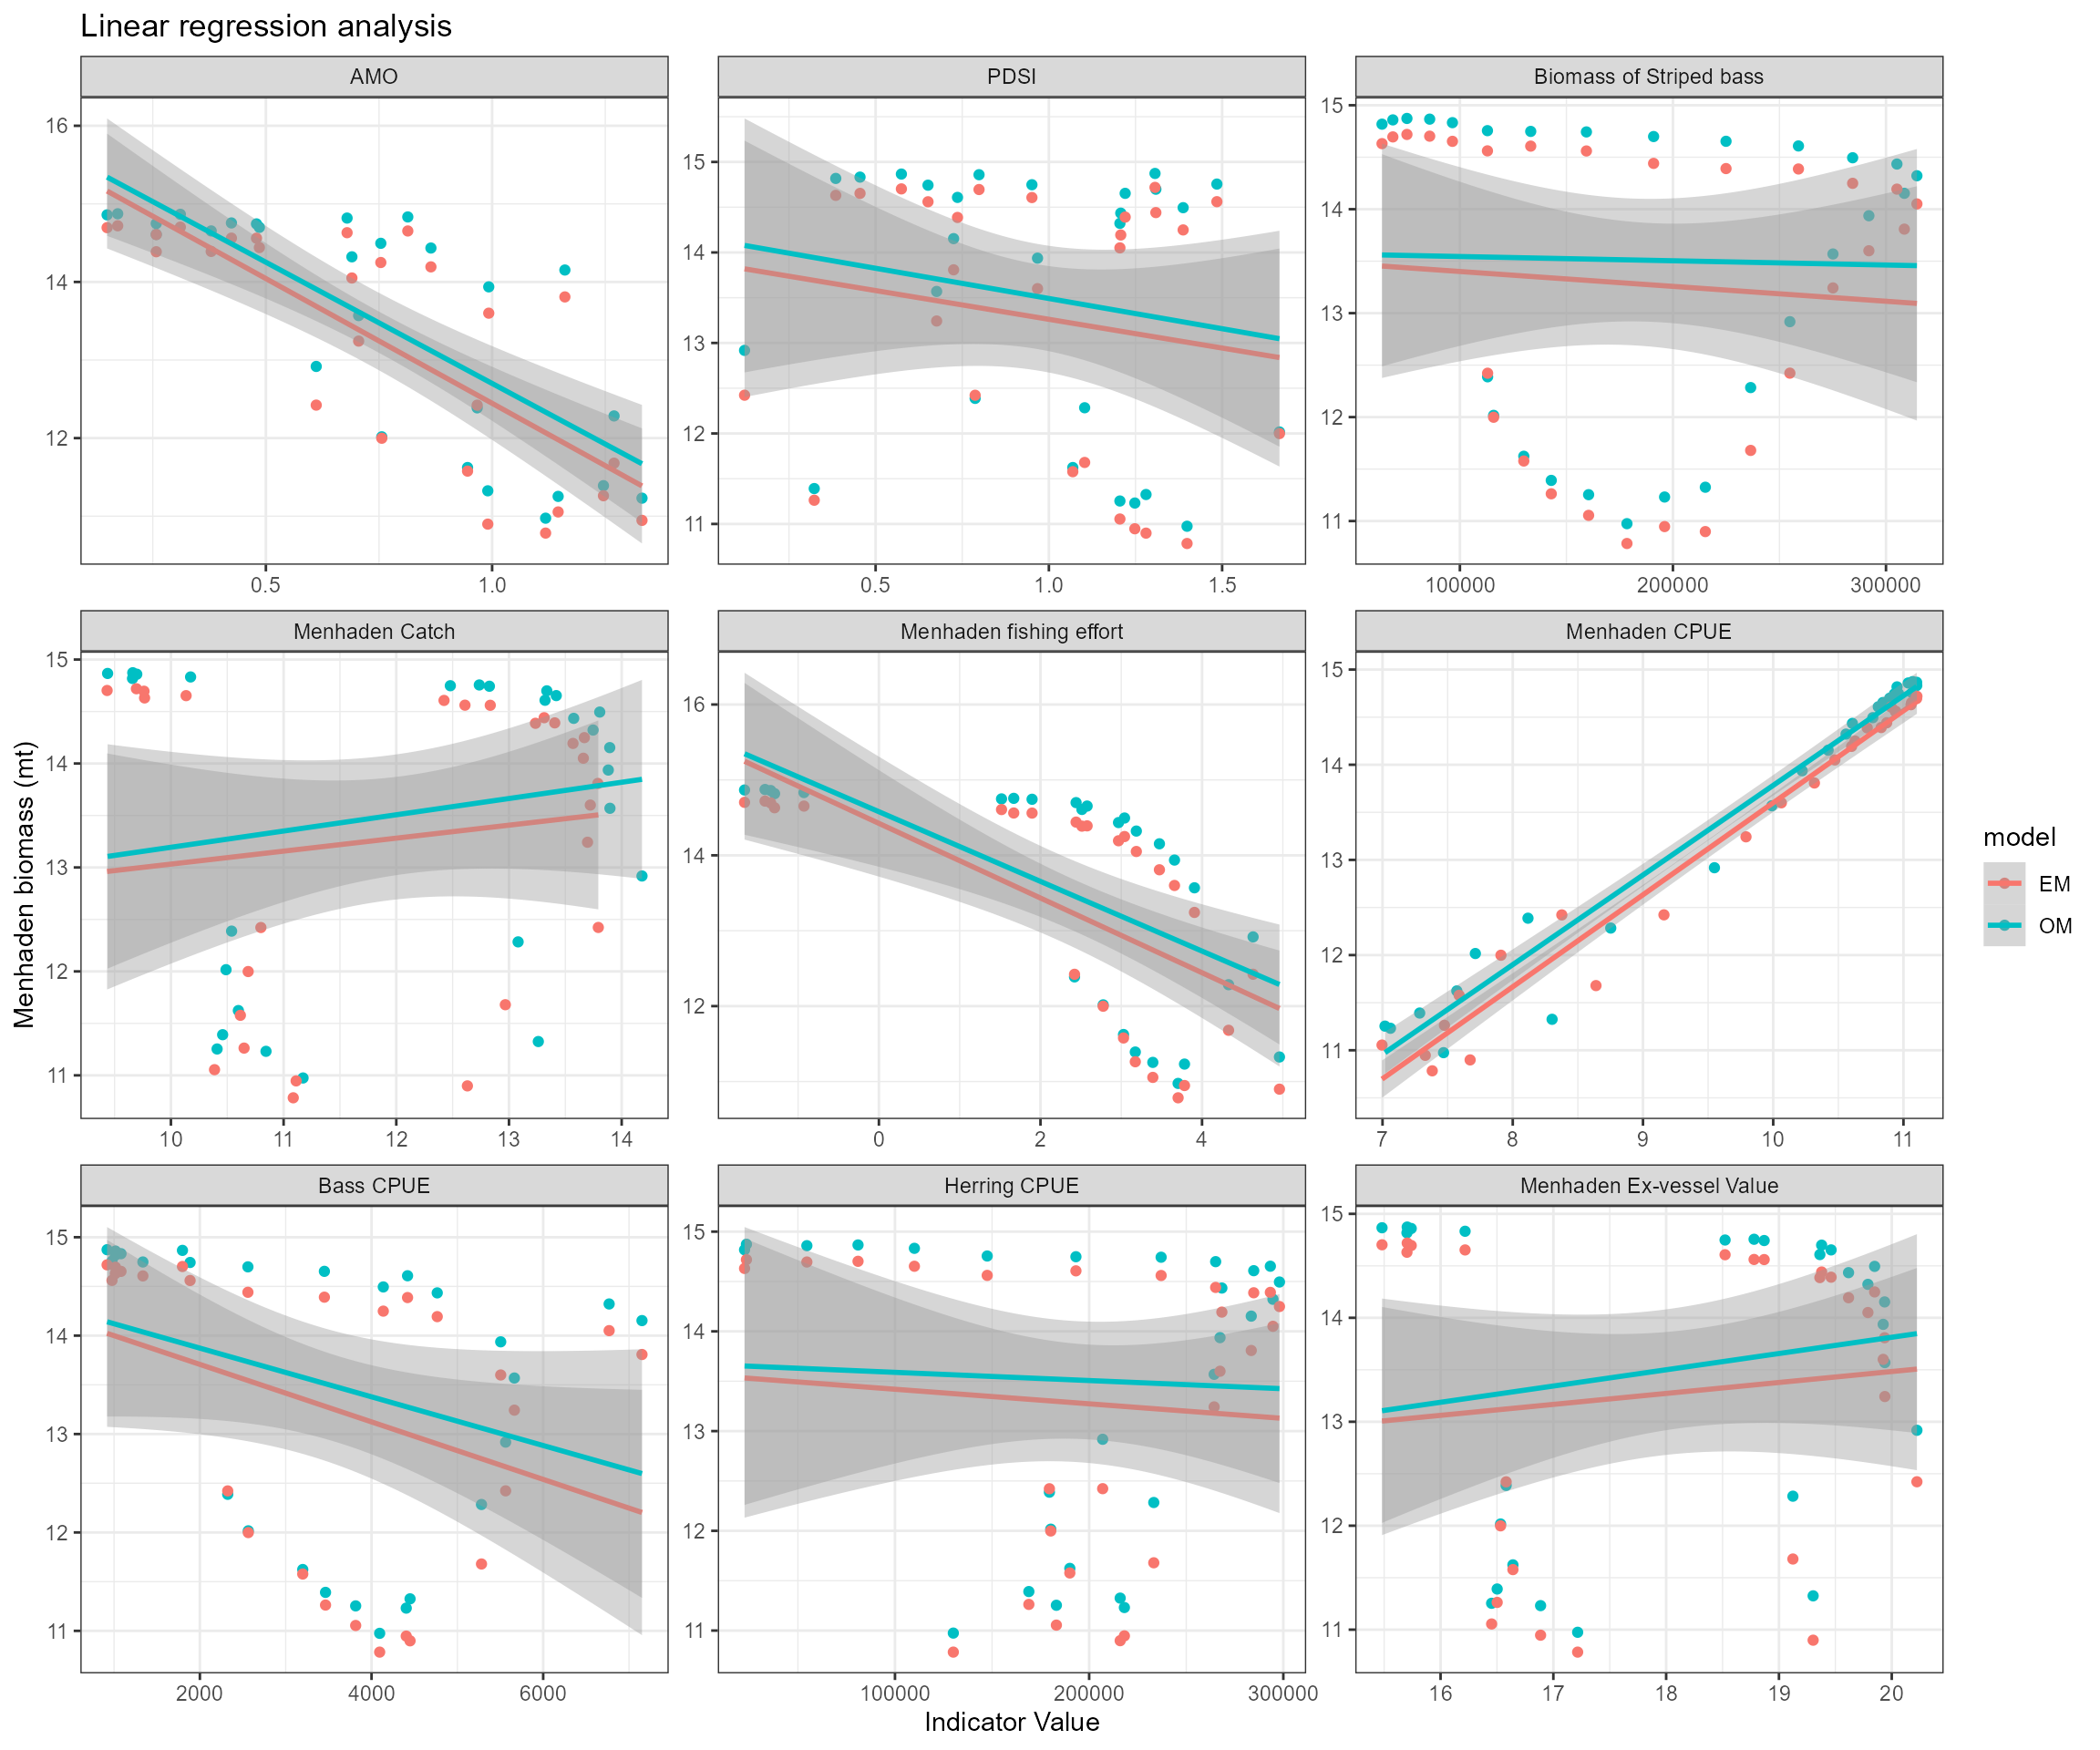 Linear regression analysis
AMO
PDSI
Biomass of Striped bass
16
14
12
0.5 1.0
15
14
13
12
11
0.5 1.0 1.5
15
14
13
12
11
100000 200000 300000
Menhaden Catch
Menhaden fishing effort
Menhaden CPUE
15
14
13
12
11
10 11 12 13 14
16
14
12
0 2 4
15
14
13
12
11
7 8 9 10 11
Bass CPUE
Herring CPUE
Menhaden Ex-vessel Value
15
14
13
12
11
2000 4000 6000
15
14
13
12
11
100000 200000 300000
15
14
13
12
11
16 17 18 19 20
Menhaden biomass (mt)
Indicator Value
model
EM
OM